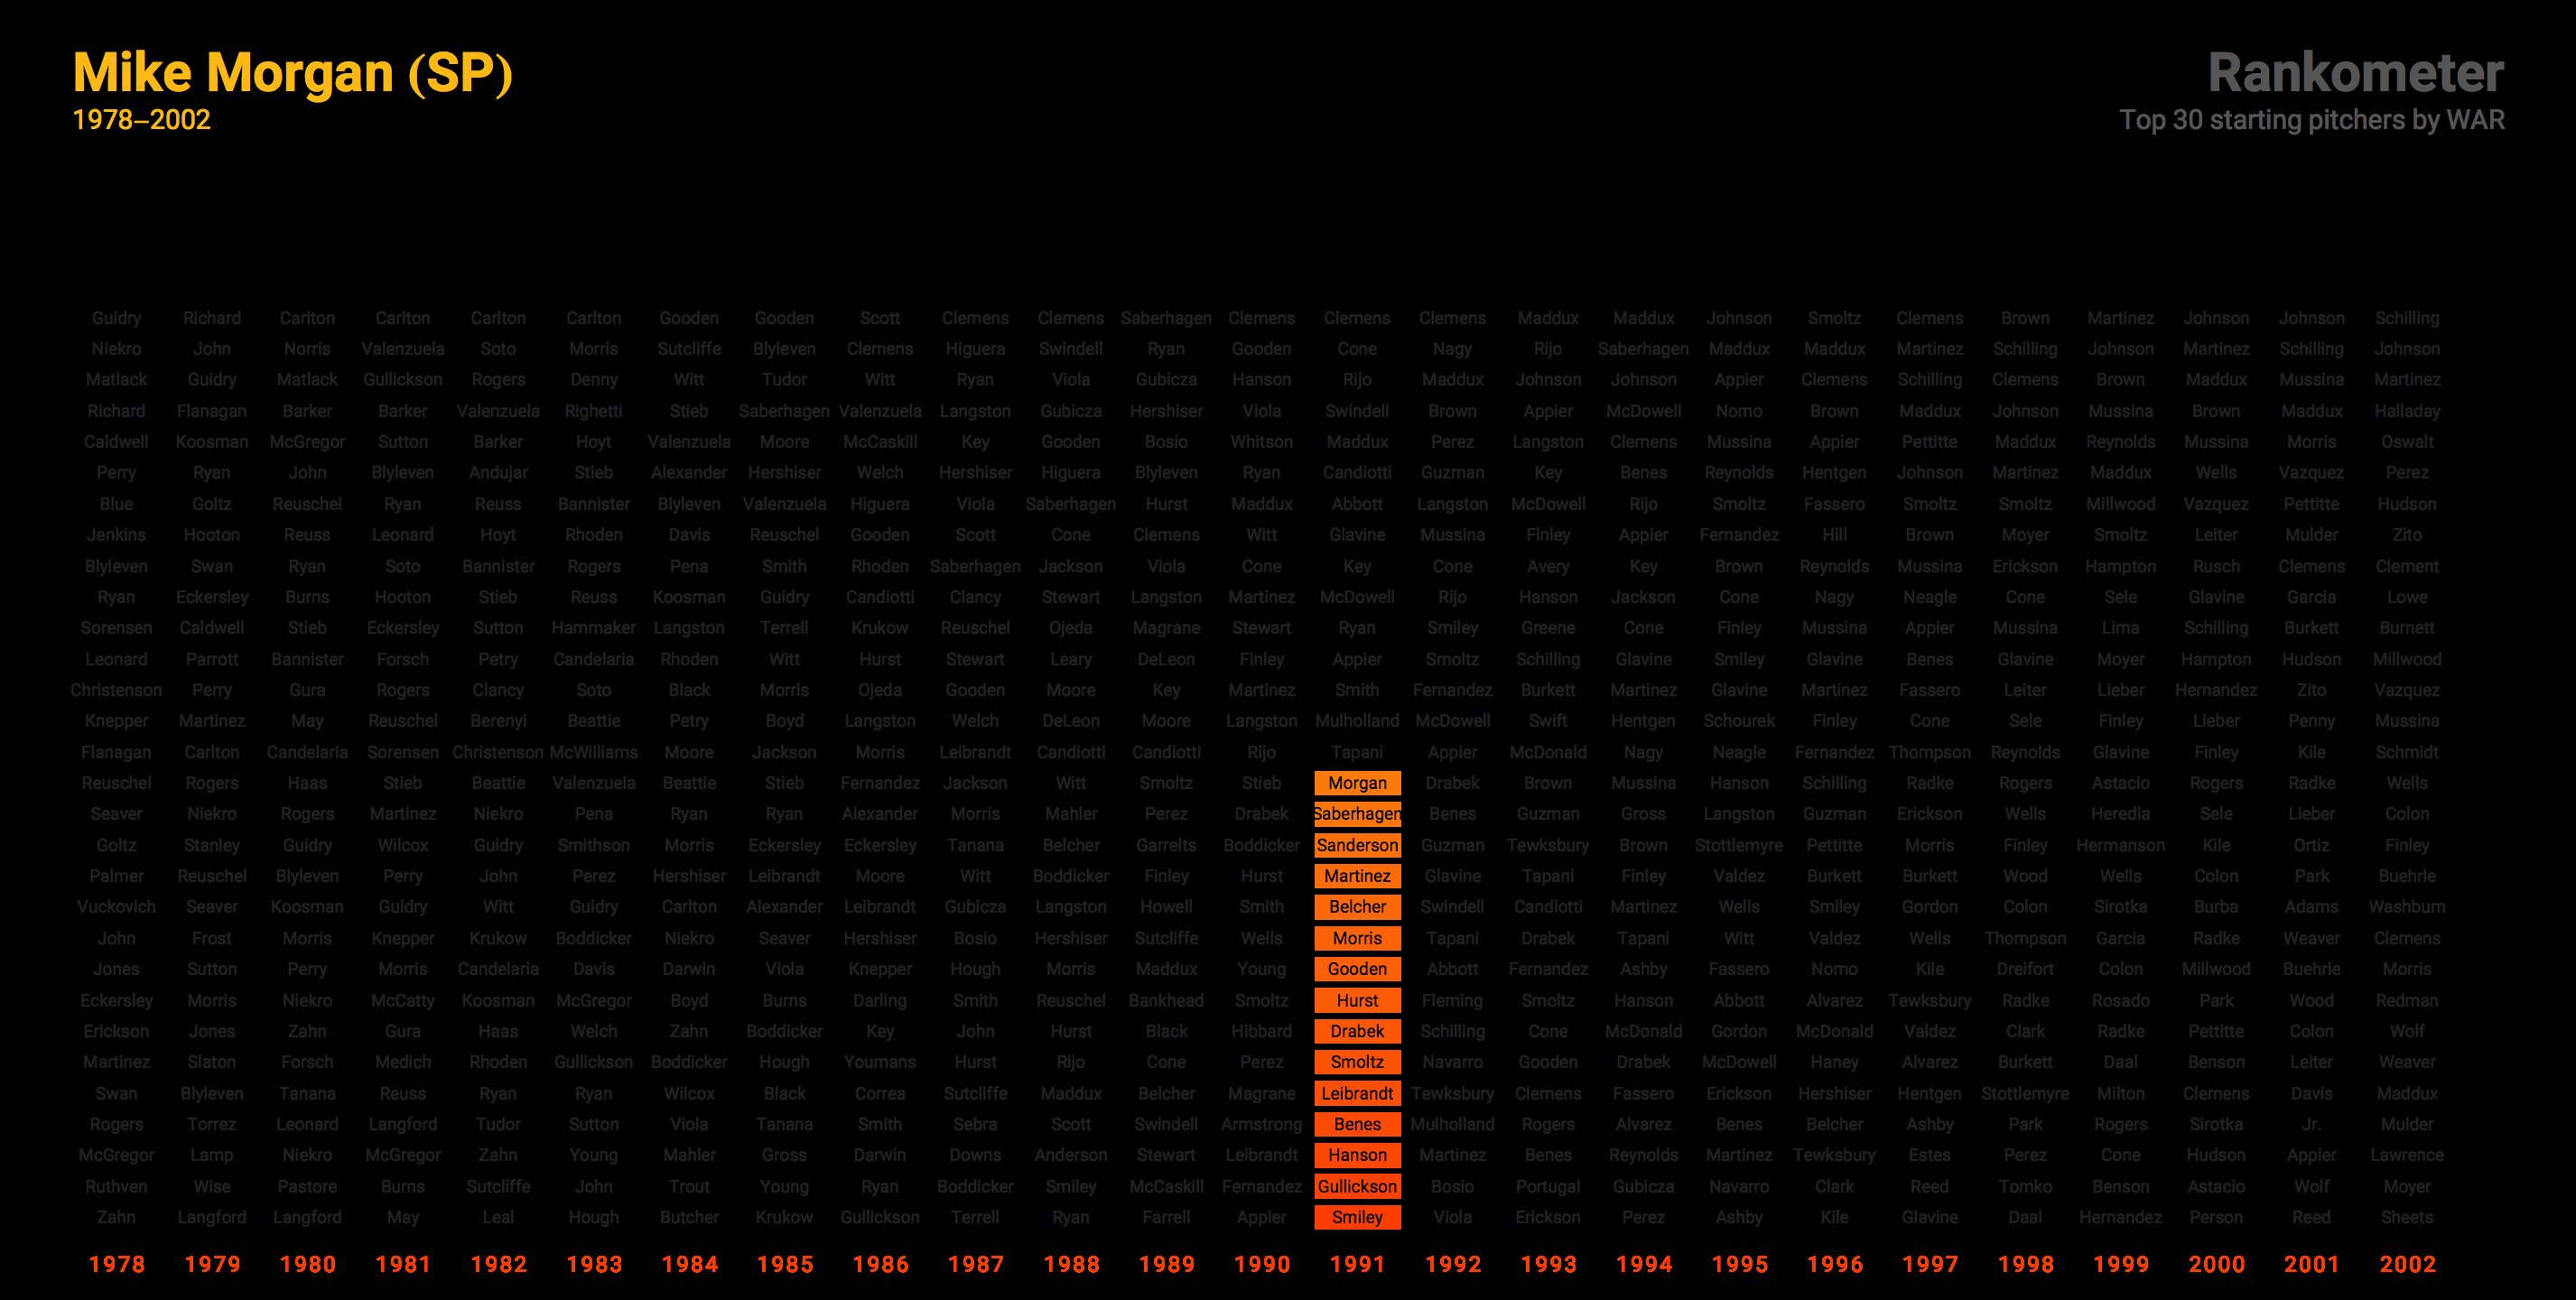 Mike Morgan (SP)
1978–2002
Rankometer
Top 30 starting pitchers by WAR
Guidry Richard Carlton Carlton Carlton Carlton Gooden Gooden Scott Clemens Clemens Saberhagen Clemens Clemens Clemens Maddux Maddux Johnson Smoltz Clemens Brown Martinez Johnson Johnson Schilling
Niekro John Norris Valenzuela Soto Morris Sutcliffe Blyleven Clemens Higuera Swindell Ryan Gooden Cone Nagy Rijo Saberhagen Maddux Maddux Martinez Schilling Johnson Martinez Schilling Johnson
Matlack Guidry Matlack Gullickson Rogers Denny Witt Tudor Witt Ryan Viola Gubicza Hanson Rijo Maddux Johnson Johnson Appier Clemens Schilling Clemens Brown Maddux Mussina Martinez
Richard Flanagan Barker Barker Valenzuela Righetti Stieb Saberhagen Valenzuela Langston Gubicza Hershiser Viola Swindell Brown Appier McDowell Nomo Brown Maddux Johnson Mussina Brown Maddux Halladay
Caldwell Koosman McGregor Sutton Barker Hoyt Valenzuela Moore McCaskill Key Gooden Bosio Whitson Maddux Perez Langston Clemens Mussina Appier Pettitte Maddux Reynolds Mussina Morris Oswalt
Perry Ryan John Blyleven Andujar Stieb Alexander Hershiser Welch Hershiser Higuera Blyleven Ryan Candiotti Guzman Key Benes Reynolds Hentgen Johnson Martinez Maddux Wells Vazquez Perez
Blue Goltz Reuschel Ryan Reuss Bannister Blyleven Valenzuela Higuera Viola Saberhagen Hurst Maddux Abbott Langston McDowell Rijo Smoltz Fassero Smoltz Smoltz Millwood Vazquez Pettitte Hudson
Jenkins Hooton Reuss Leonard Hoyt Rhoden Davis Reuschel Gooden Scott Cone Clemens Witt Glavine Mussina Finley Appier Fernandez Hill Brown Moyer Smoltz Leiter Mulder Zito
Blyleven Swan Ryan Soto Bannister Rogers Pena Smith Rhoden Saberhagen Jackson Viola Cone Key Cone Avery Key Brown Reynolds Mussina Erickson Hampton Rusch Clemens Clement
Ryan Eckersley Burns Hooton Stieb Reuss Koosman Guidry Candiotti Clancy Stewart Langston Martinez McDowell Rijo Hanson Jackson Cone Nagy Neagle Cone Sele Glavine Garcia Lowe
Sorensen Caldwell Stieb Eckersley Sutton Hammaker Langston Terrell Krukow Reuschel Ojeda Magrane Stewart Ryan Smiley Greene Cone Finley Mussina Appier Mussina Lima Schilling Burkett Burnett
Leonard Parrott Bannister Forsch Petry Candelaria Rhoden Witt Hurst Stewart Leary DeLeon Finley Appier Smoltz Schilling Glavine Smiley Glavine Benes Glavine Moyer Hampton Hudson Millwood
Christenson Perry Gura Rogers Clancy Soto Black Morris Ojeda Gooden Moore Key Martinez Smith Fernandez Burkett Martinez Glavine Martinez Fassero Leiter Lieber Hernandez Zito Vazquez
Knepper Martinez May Reuschel Berenyi Beattie Petry Boyd Langston Welch DeLeon Moore Langston Mulholland McDowell Swift Hentgen Schourek Finley Cone Sele Finley Lieber Penny Mussina
Flanagan Carlton Candelaria Sorensen Christenson McWilliams Moore Jackson Morris Leibrandt Candiotti Candiotti Rijo Tapani Appier McDonald Nagy Neagle Fernandez Thompson Reynolds Glavine Finley Kile Schmidt
Reuschel Rogers Haas Stieb Beattie Valenzuela Beattie Stieb Fernandez Jackson Witt Smoltz Stieb Morgan Drabek Brown Mussina Hanson Schilling Radke Rogers Astacio Rogers Radke Wells
Seaver Niekro Rogers Martinez Niekro Pena Ryan Ryan Alexander Morris Mahler Perez Drabek Saberhagen Benes Guzman Gross Langston Guzman Erickson Wells Heredia Sele Lieber Colon
Goltz Stanley Guidry Wilcox Guidry Smithson Morris Eckersley Eckersley Tanana Belcher Garrelts Boddicker Sanderson Guzman Tewksbury Brown Stottlemyre Pettitte Morris Finley Hermanson Kile Ortiz Finley
Palmer Reuschel Blyleven Perry John Perez Hershiser Leibrandt Moore Witt Boddicker Finley Hurst Martinez Glavine Tapani Finley Valdez Burkett Burkett Wood Wells Colon Park Buehrle
Vuckovich Seaver Koosman Guidry Witt Guidry Carlton Alexander Leibrandt Gubicza Langston Howell Smith Belcher Swindell Candiotti Martinez Wells Smiley Gordon Colon Sirotka Burba Adams Washburn
John Frost Morris Knepper Krukow Boddicker Niekro Seaver Hershiser Bosio Hershiser Sutcliffe Wells Morris Tapani Drabek Tapani Witt Valdez Wells Thompson Garcia Radke Weaver Clemens
Jones Sutton Perry Morris Candelaria Davis Darwin Viola Knepper Hough Morris Maddux Young Gooden Abbott Fernandez Ashby Fassero Nomo Kile Dreifort Colon Millwood Buehrle Morris
Eckersley Morris Niekro McCatty Koosman McGregor Boyd Burns Darling Smith Reuschel Bankhead Smoltz Hurst Fleming Smoltz Hanson Abbott Alvarez Tewksbury Radke Rosado Park Wood Redman
Erickson Jones Zahn Gura Haas Welch Zahn Boddicker Key John Hurst Black Hibbard Drabek Schilling Cone McDonald Gordon McDonald Valdez Clark Radke Pettitte Colon Wolf
Martinez Slaton Forsch Medich Rhoden Gullickson Boddicker Hough Youmans Hurst Rijo Cone Perez Smoltz Navarro Gooden Drabek McDowell Haney Alvarez Burkett Daal Benson Leiter Weaver
Swan Blyleven Tanana Reuss Ryan Ryan Wilcox Black Correa Sutcliffe Maddux Belcher Magrane Leibrandt Tewksbury Clemens Fassero Erickson Hershiser Hentgen Stottlemyre Milton Clemens Davis Maddux
Rogers Torrez Leonard Langford Tudor Sutton Viola Tanana Smith Sebra Scott Swindell Armstrong Benes Mulholland Rogers Alvarez Benes Belcher Ashby Park Rogers Sirotka Jr. Mulder
McGregor Lamp Niekro McGregor Zahn Young Mahler Gross Darwin Downs Anderson Stewart Leibrandt Hanson Martinez Benes Reynolds Martinez Tewksbury Estes Perez Cone Hudson Appier Lawrence
Ruthven Wise Pastore Burns Sutcliffe John Trout Young Ryan Boddicker Smiley McCaskill Fernandez Gullickson Bosio Portugal Gubicza Navarro Clark Reed Tomko Benson Astacio Wolf Moyer
Zahn Langford Langford May Leal Hough Butcher Krukow Gullickson Terrell Ryan Farrell Appier Smiley Viola Erickson Perez Ashby Kile Glavine Daal Hernandez Person Reed Sheets
1978 1979 1980 1981 1982 1983 1984 1985 1986 1987 1988 1989 1990 1991 1992 1993 1994 1995 1996 1997 1998 1999 2000 2001 2002